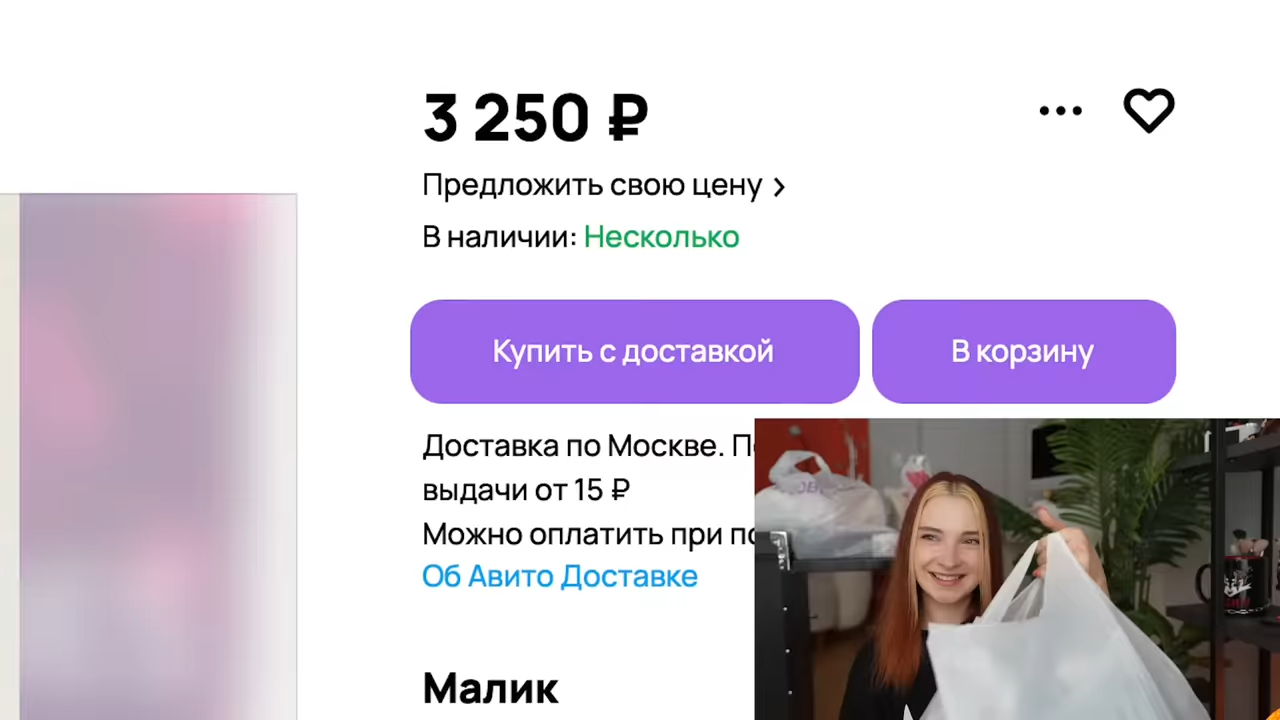 3 250 ₽
Предложить свою цену
В наличии: Несколько
Купить с доставкой
В корзину
Доставка по Москве. П
выдачи от 15 ₽
Можно оплатить при по
Об Авито Доставке
Малик